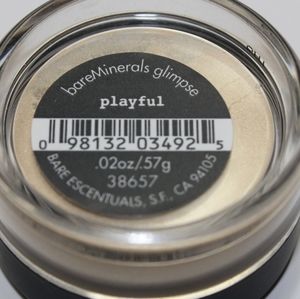 bareMinerals glimpse
playful
0 98132 03492 5
.02oz/57g
38657
BARE ESCENTUALS, S.F., CA 94105